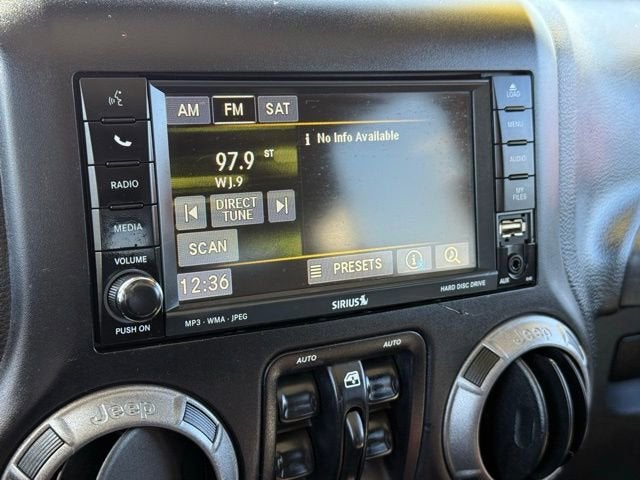 AM FM SAT
97.9 ST
WJ.9
DIRECT
TUNE
SCAN
12:36
i No Info Available
PRESETS
i
RADIO
MEDIA
VOLUME
PUSH ON
MP3 · WMA · JPEG
SIRIUS
HARD DISC DRIVE
LOAD
MENU
AUDIO
MY
FILES
AUX
AUTO
AUTO
Jeep
Jeep